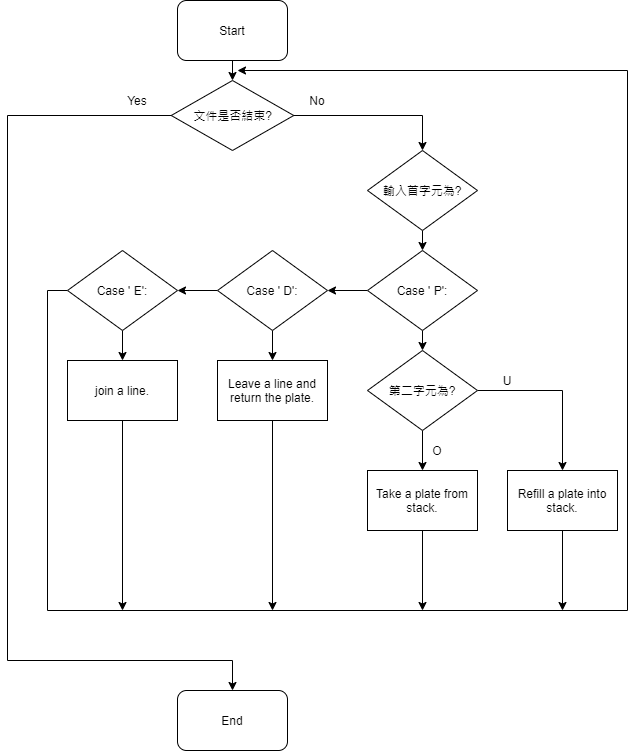 Start
Yes
文件是否結束?
No
輸入首字元為?
Case ' E':
Case ' D':
Case ' P':
join a line.
Leave a line and
return the plate.
第二字元為?
U
O
Take a plate from
stack.
Refill a plate into
stack.
End